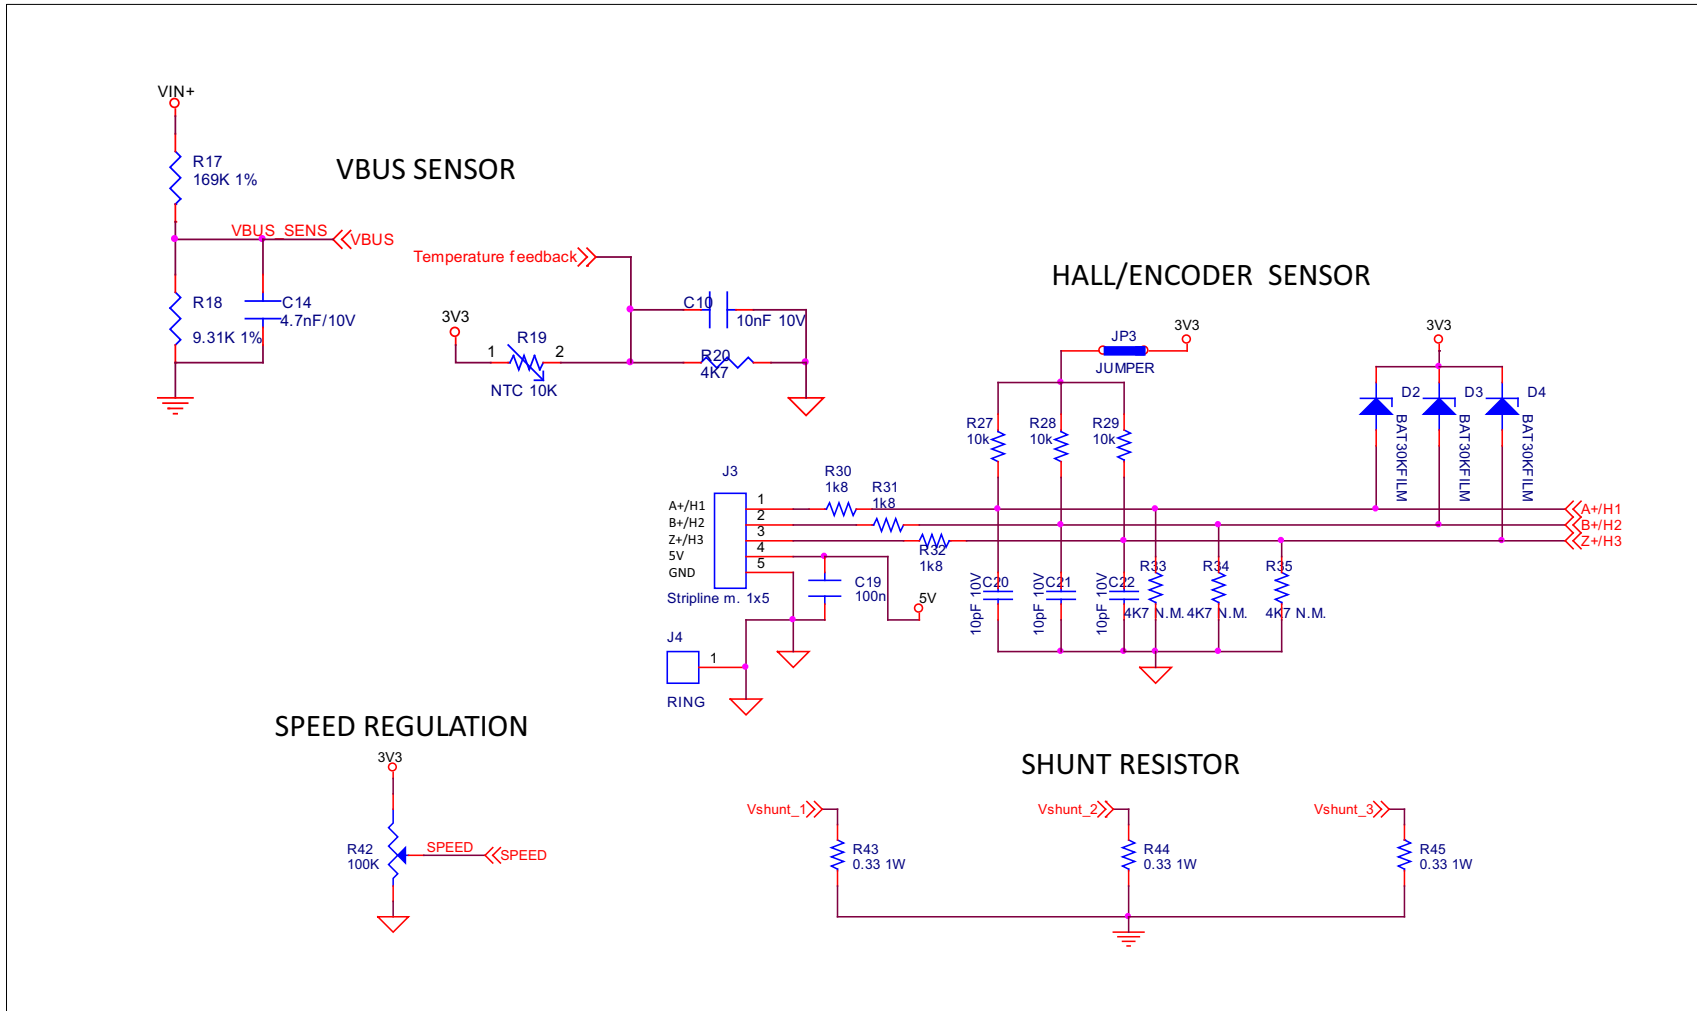 VIN+
R17
169K 1%
VBUS SENSOR
VBUS_SENS
VBUS
R18
9.31K 1%
C14
4.7nF/10V
Temperature feedback
3V3
1
R19
2
NTC 10K
C10
10nF 10V
R20
4K7
HALL/ENCODER SENSOR
JP3
JUMPER
3V3
3V3
R27
10k
R28
10k
R29
10k
D2
BAT30KFILM
D3
BAT30KFILM
D4
BAT30KFILM
J3
A+/H1
B+/H2
Z+/H3
5V
GND
1
2
3
4
5
Stripline m. 1x5
R30
1k8
R31
1k8
R32
1k8
A+/H1
B+/H2
Z+/H3
C19
100n
5V
C20
10pF 10V
C21
10pF 10V
C22
10pF 10V
R33
4K7 N.M.
R34
4K7 N.M.
R35
4K7 N.M.
J4
1
RING
SPEED REGULATION
3V3
R42
100K
SPEED
SPEED
SHUNT RESISTOR
Vshunt_1
R43
0.33 1W
Vshunt_2
R44
0.33 1W
Vshunt_3
R45
0.33 1W